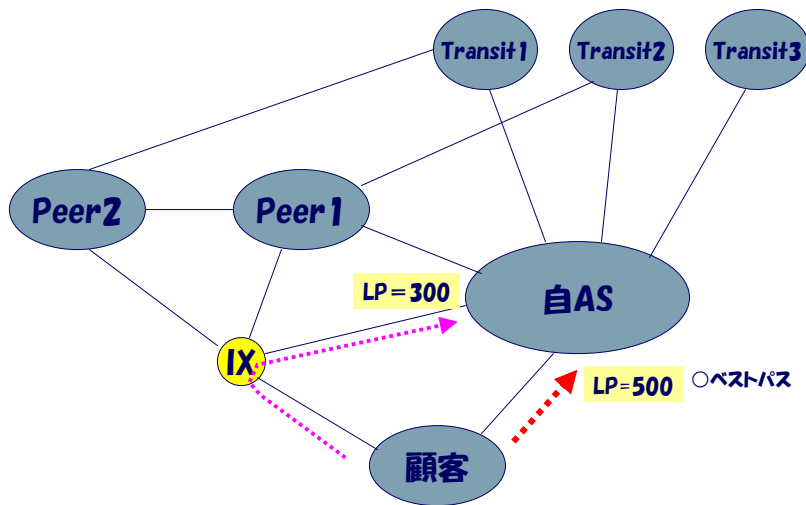 Transit1
Transit2
Transit3
Peer2
Peer1
LP=300
自AS
IX
LP=500
○ベストパス
顧客